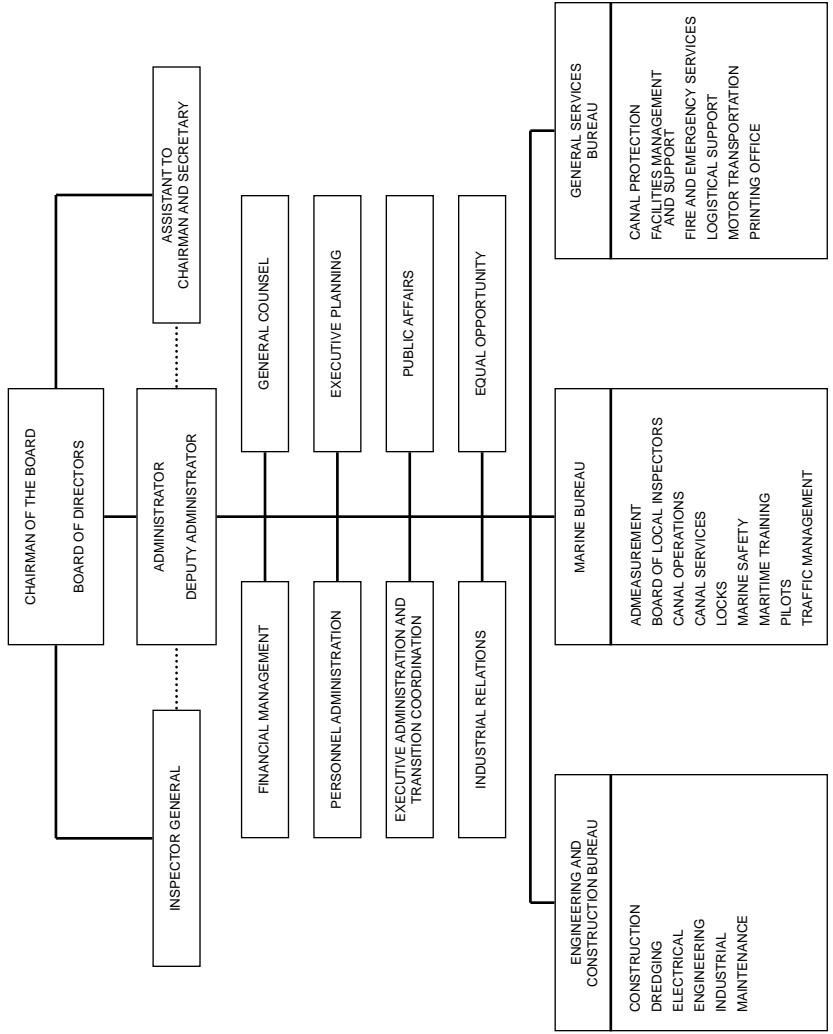 CHAIRMAN OF THE BOARD
BOARD OF DIRECTORS
INSPECTOR GENERAL
ADMINISTRATOR
DEPUTY ADMINISTRATOR
ASSISTANT TO
CHAIRMAN AND SECRETARY
FINANCIAL MANAGEMENT
GENERAL COUNSEL
PERSONNEL ADMINISTRATION
EXECUTIVE PLANNING
EXECUTIVE ADMINISTRATION AND
TRANSITION COORDINATION
PUBLIC AFFAIRS
INDUSTRIAL RELATIONS
EQUAL OPPORTUNITY
ENGINEERING AND
CONSTRUCTION BUREAU
CONSTRUCTION
DREDGING
ELECTRICAL
ENGINEERING
INDUSTRIAL
MAINTENANCE
MARINE BUREAU
ADMEASUREMENT
BOARD OF LOCAL INSPECTORS
CANAL OPERATIONS
CANAL SERVICES
LOCKS
MARINE SAFETY
MARITIME TRAINING
PILOTS
TRAFFIC MANAGEMENT
GENERAL SERVICES
BUREAU
CANAL PROTECTION
FACILITIES MANAGEMENT
AND SUPPORT
FIRE AND EMERGENCY SERVICES
LOGISTICAL SUPPORT
MOTOR TRANSPORTATION
PRINTING OFFICE